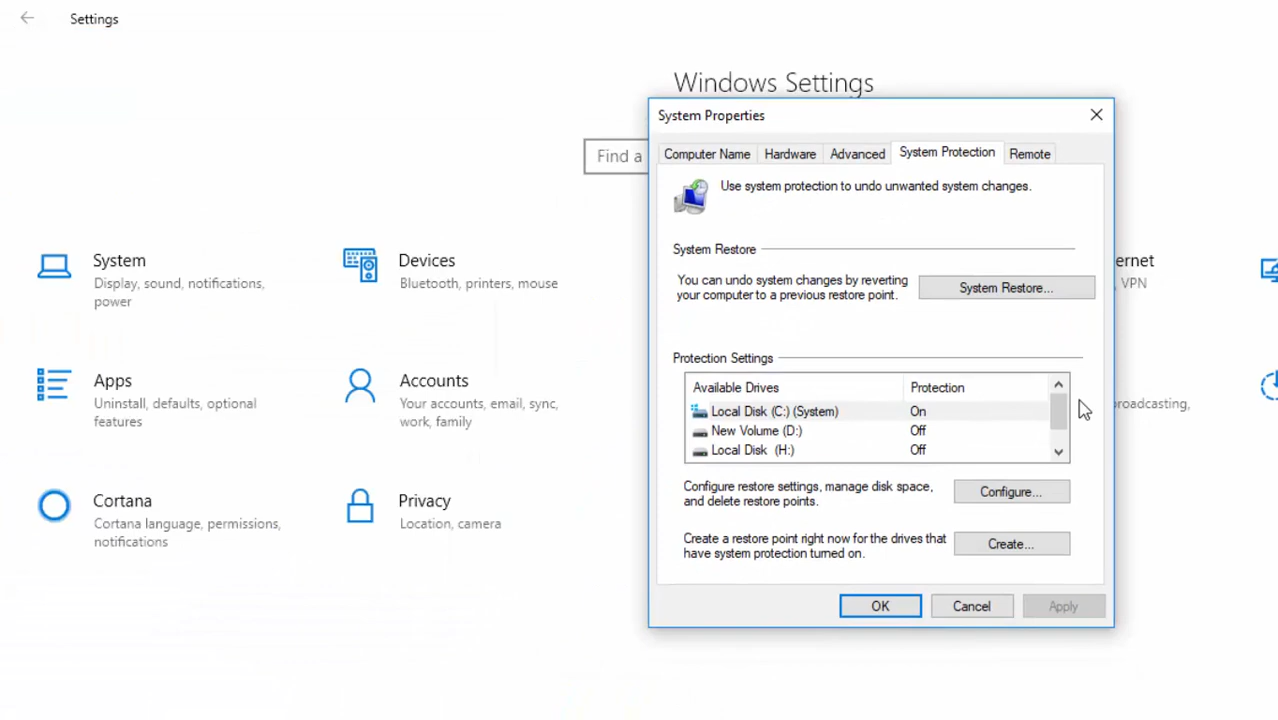 Settings
Windows Settings
Find a
System
Display, sound, notifications,
power
Devices
Bluetooth, printers, mouse
ernet
, VPN
Apps
Uninstall, defaults, optional
features
Accounts
Your accounts, email, sync,
work, family
broadcasting,
Cortana
Cortana language, permissions,
notifications
Privacy
Location, camera
System Properties
Computer Name
Hardware
Advanced
System Protection
Remote
Use system protection to undo unwanted system changes.
System Restore
You can undo system changes by reverting
your computer to a previous restore point.
System Restore...
Protection Settings
Available Drives Protection
Local Disk (C:) (System) On
New Volume (D:) Off
Local Disk (H:) Off
Configure restore settings, manage disk space,
and delete restore points.
Configure...
Create a restore point right now for the drives that
have system protection turned on.
Create...
OK
Cancel
Apply